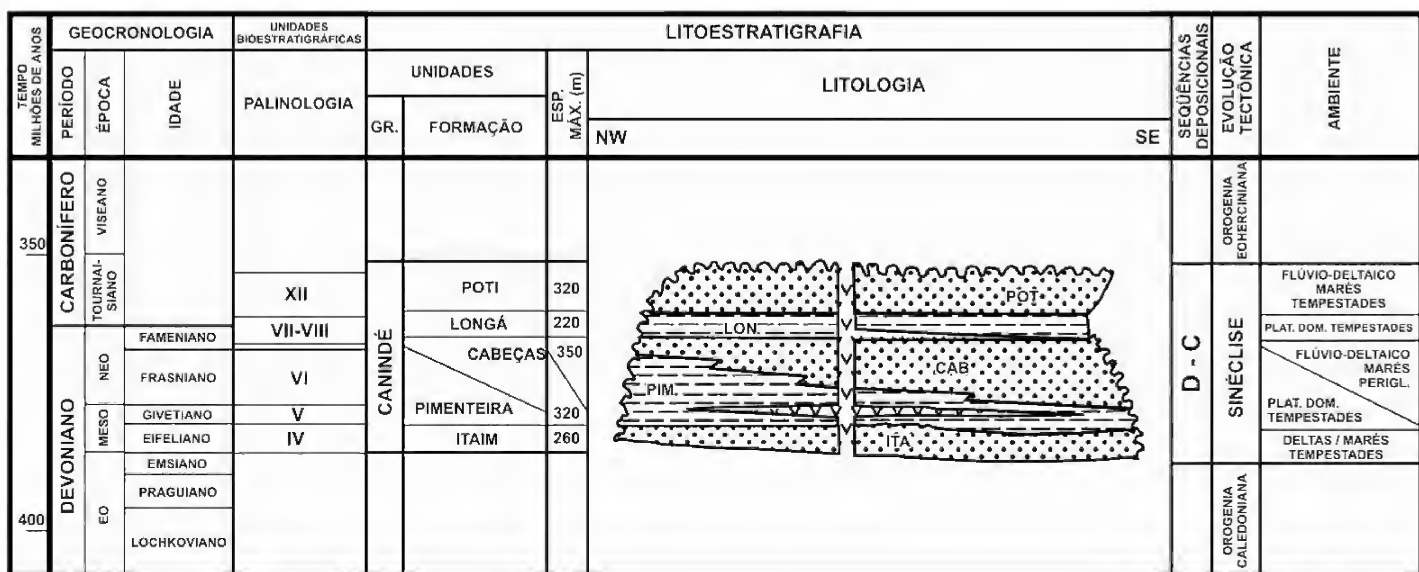 TEMPO
MILHÕES DE ANOS
GEOCRONOLOGIA
PERÍODO
ÉPOCA
IDADE
UNIDADES
BIOESTRATIGRÁFICAS
PALINOLOGIA
LITOESTRATIGRAFIA
UNIDADES
GR.
FORMAÇÃO
ESP.
MÁX. (m)
LITOLOGIA
NW
SE
SEQÜÊNCIAS
DEPOSICIONAIS
EVOLUÇÃO
TECTÔNICA
AMBIENTE
350
400
CARBONÍFERO
DEVONIANO
VISEANO
TOURNAI-
SIANO
NEO
MESO
EO
FAMENIANO
FRASNIANO
GIVETIANO
EIFELIANO
EMSIANO
PRAGUIANO
LOCHKOVIANO
XII
VII-VIII
VI
V
IV
CANINDÉ
POTI
320
LONGÁ
220
CABEÇAS
350
PIMENTEIRA
320
ITAIM
260
POT
LON.
CAB
PIM.
ITA
D - C
OROGENIA
EOHERCINIANA
SINÉCLISE
OROGENIA
CALEDONIANA
FLÚVIO-DELTAICO
MARÉS
TEMPESTADES
PLAT. DOM. TEMPESTADES
FLÚVIO-DELTAICO
MARÉS
PERIGL.
PLAT. DOM.
TEMPESTADES
DELTAS / MARÉS
TEMPESTADES